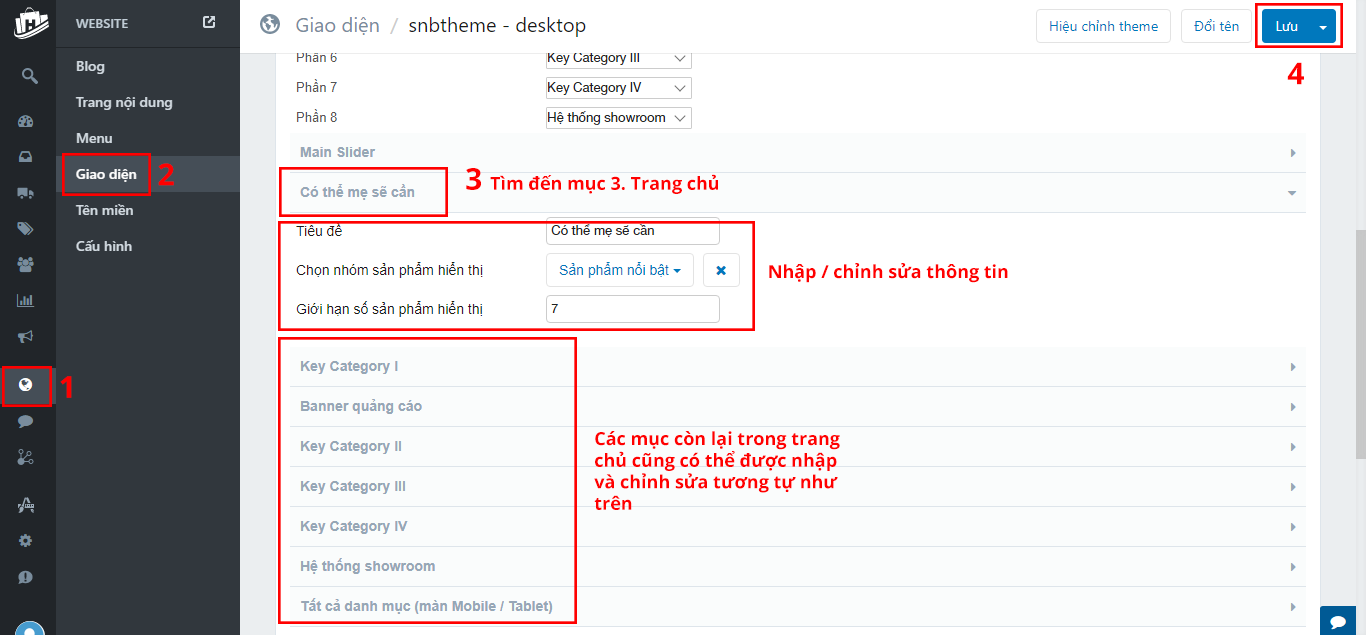 WEBSITE
Blog
Trang nội dung
Menu
Giao diện
2
Tên miền
Cấu hình
1
Giao diện / snbtheme - desktop
Hiệu chỉnh theme
Đổi tên
Lưu
4
Phần 6
Key Category III
Phần 7
Key Category IV
Phần 8
Hệ thống showroom
Main Slider
Có thể mẹ sẽ cần
3 Tìm đến mục 3. Trang chủ
Tiêu đề
Có thể mẹ sẽ cần
Chọn nhóm sản phẩm hiển thị
Sản phẩm nổi bật
Nhập / chỉnh sửa thông tin
Giới hạn số sản phẩm hiển thị
7
Key Category I
Banner quảng cáo
Key Category II
Key Category III
Key Category IV
Hệ thống showroom
Tất cả danh mục (màn Mobile / Tablet)
Các mục còn lại trong trang
chủ cũng có thể được nhập
và chỉnh sửa tương tự như
trên